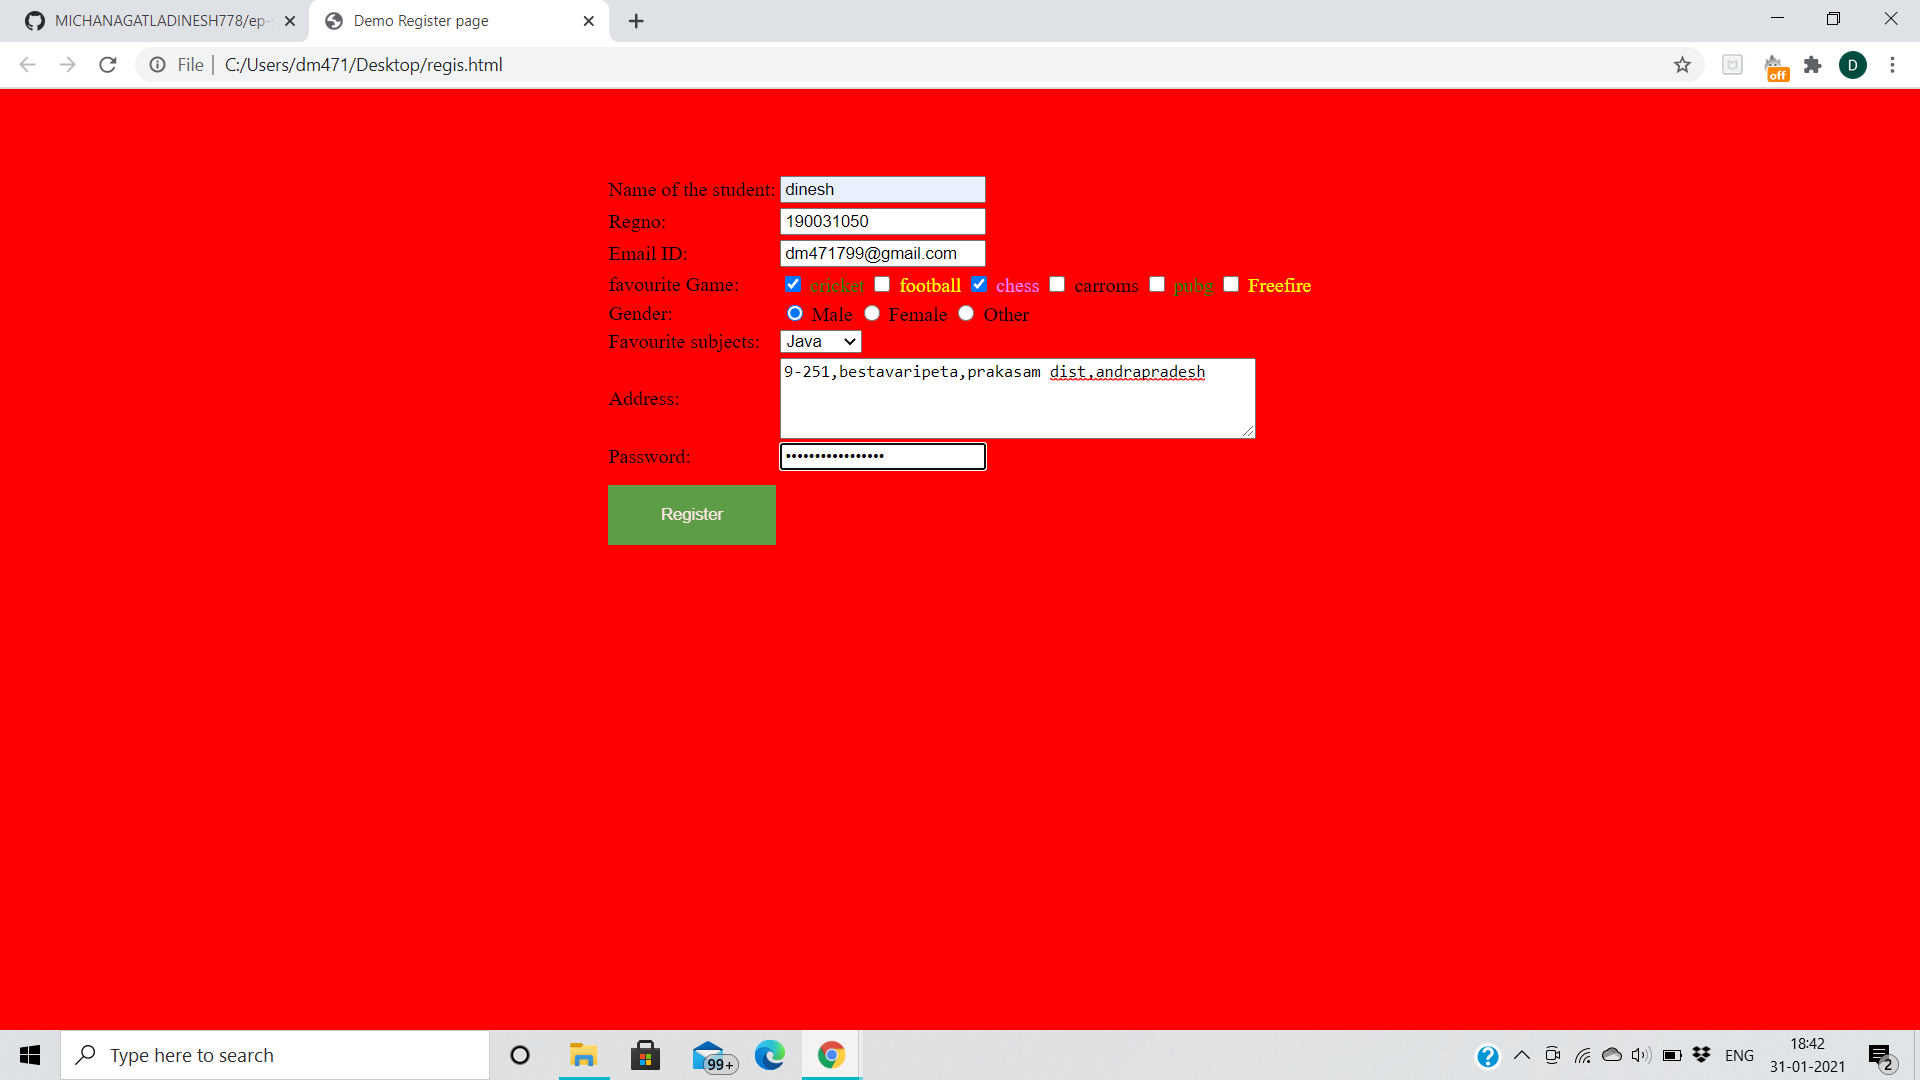 MICHANAGATLADINESH778/ep-
Demo Register page
File
C:/Users/dm471/Desktop/regis.html
off
D
Name of the student: dinesh
Regno: 190031050
Email ID: dm471799@gmail.com
favourite Game: cricket football chess carroms pubg Freefire
Gender: Male Female Other
Favourite subjects: Java
Address: 9-251,bestavaripeta,prakasam dist,andrapradesh
Password: •••••••••••••••••
Register
Type here to search
99+
ENG
18:42
31-01-2021
2